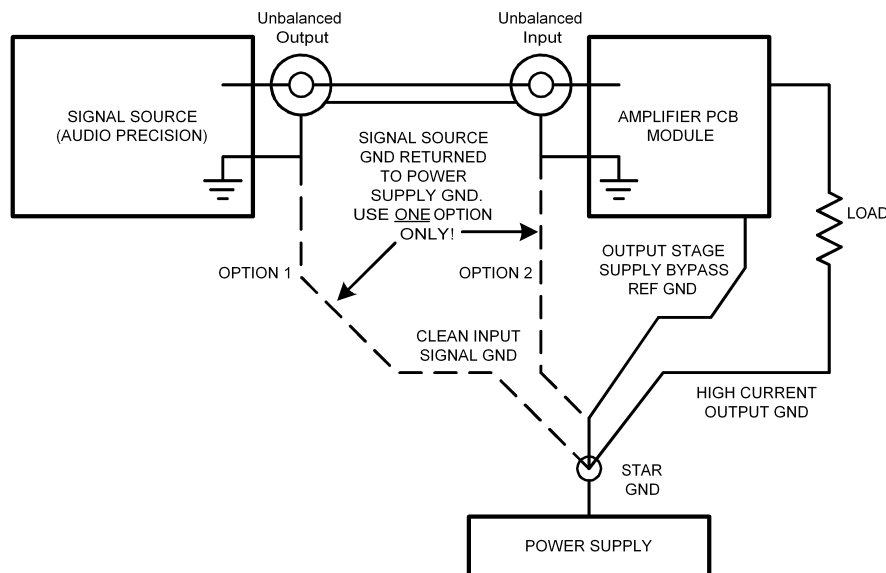 Unbalanced
Output
Unbalanced
Input
SIGNAL SOURCE
(AUDIO PRECISION)
SIGNAL SOURCE
GND RETURNED
TO POWER
SUPPLY GND.
USE ONE OPTION
ONLY!
AMPLIFIER PCB
MODULE
LOAD
OPTION 1
OPTION 2
OUTPUT STAGE
SUPPLY BYPASS
REF GND
CLEAN INPUT
SIGNAL GND
HIGH CURRENT
OUTPUT GND
STAR
GND
POWER SUPPLY